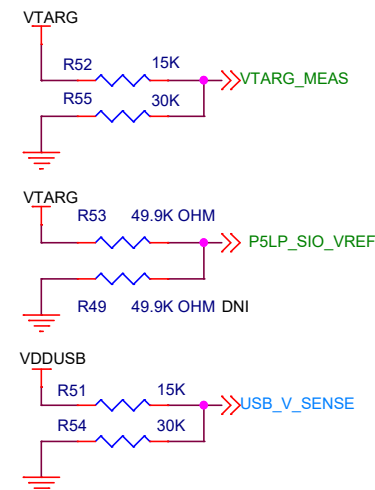 VTARG
R52 15K
VTARG_MEAS
R55 30K
VTARG
R53 49.9K OHM
P5LP_SIO_VREF
R49 49.9K OHM DNI
VDDUSB
R51 15K
USB_V_SENSE
R54 30K